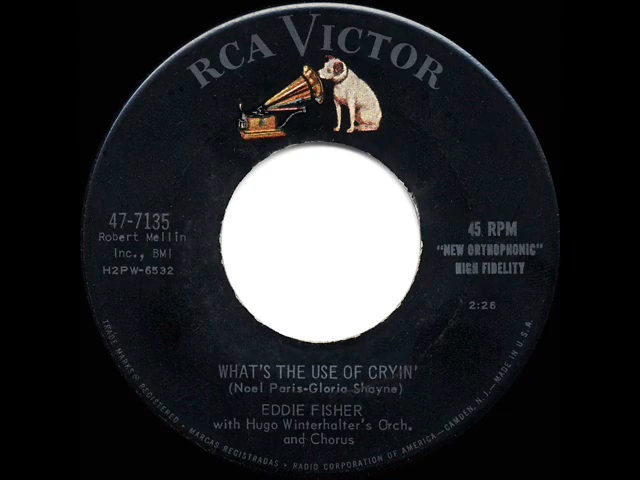 RCA VICTOR
47-7135
Robert Mellin
Inc., BMI
H2PW-6532
45 RPM
"NEW ORTHOPHONIC"
HIGH FIDELITY
2:26
WHAT'S THE USE OF CRYIN'
(Noel Paris-Gloria Shayne)
EDDIE FISHER
with Hugo Winterhalter's Orch.
and Chorus
TRADE MARKS ® REGISTERED • MARCAS REGISTRADAS • RADIO CORPORATION OF AMERICA—CAMDEN, N.J.—MADE IN U.S.A.